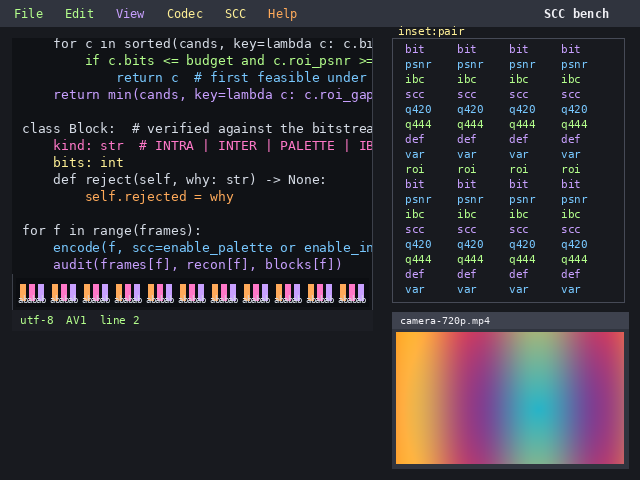 File Edit View Codec SCC Help SCC bench
for c in sorted(cands, key=lambda c: c.bi
if c.bits <= budget and c.roi_psnr >=
return c  # first feasible under
return min(cands, key=lambda c: c.roi_gap
class Block:  # verified against the bitstrea
kind: str  # INTRA | INTER | PALETTE | IB
bits: int
def reject(self, why: str) -> None:
self.rejected = why
for f in range(frames):
encode(f, scc=enable_palette or enable_in
audit(frames[f], recon[f], blocks[f])
utf-8 AV1 line 2
inset:pair
bit bit bit bit
psnr psnr psnr psnr
ibc ibc ibc ibc
scc scc scc scc
q420 q420 q420 q420
q444 q444 q444 q444
def def def def
var var var var
roi roi roi roi
bit bit bit bit
psnr psnr psnr psnr
ibc ibc ibc ibc
scc scc scc scc
q420 q420 q420 q420
q444 q444 q444 q444
def def def def
var var var var
camera-720p.mp4